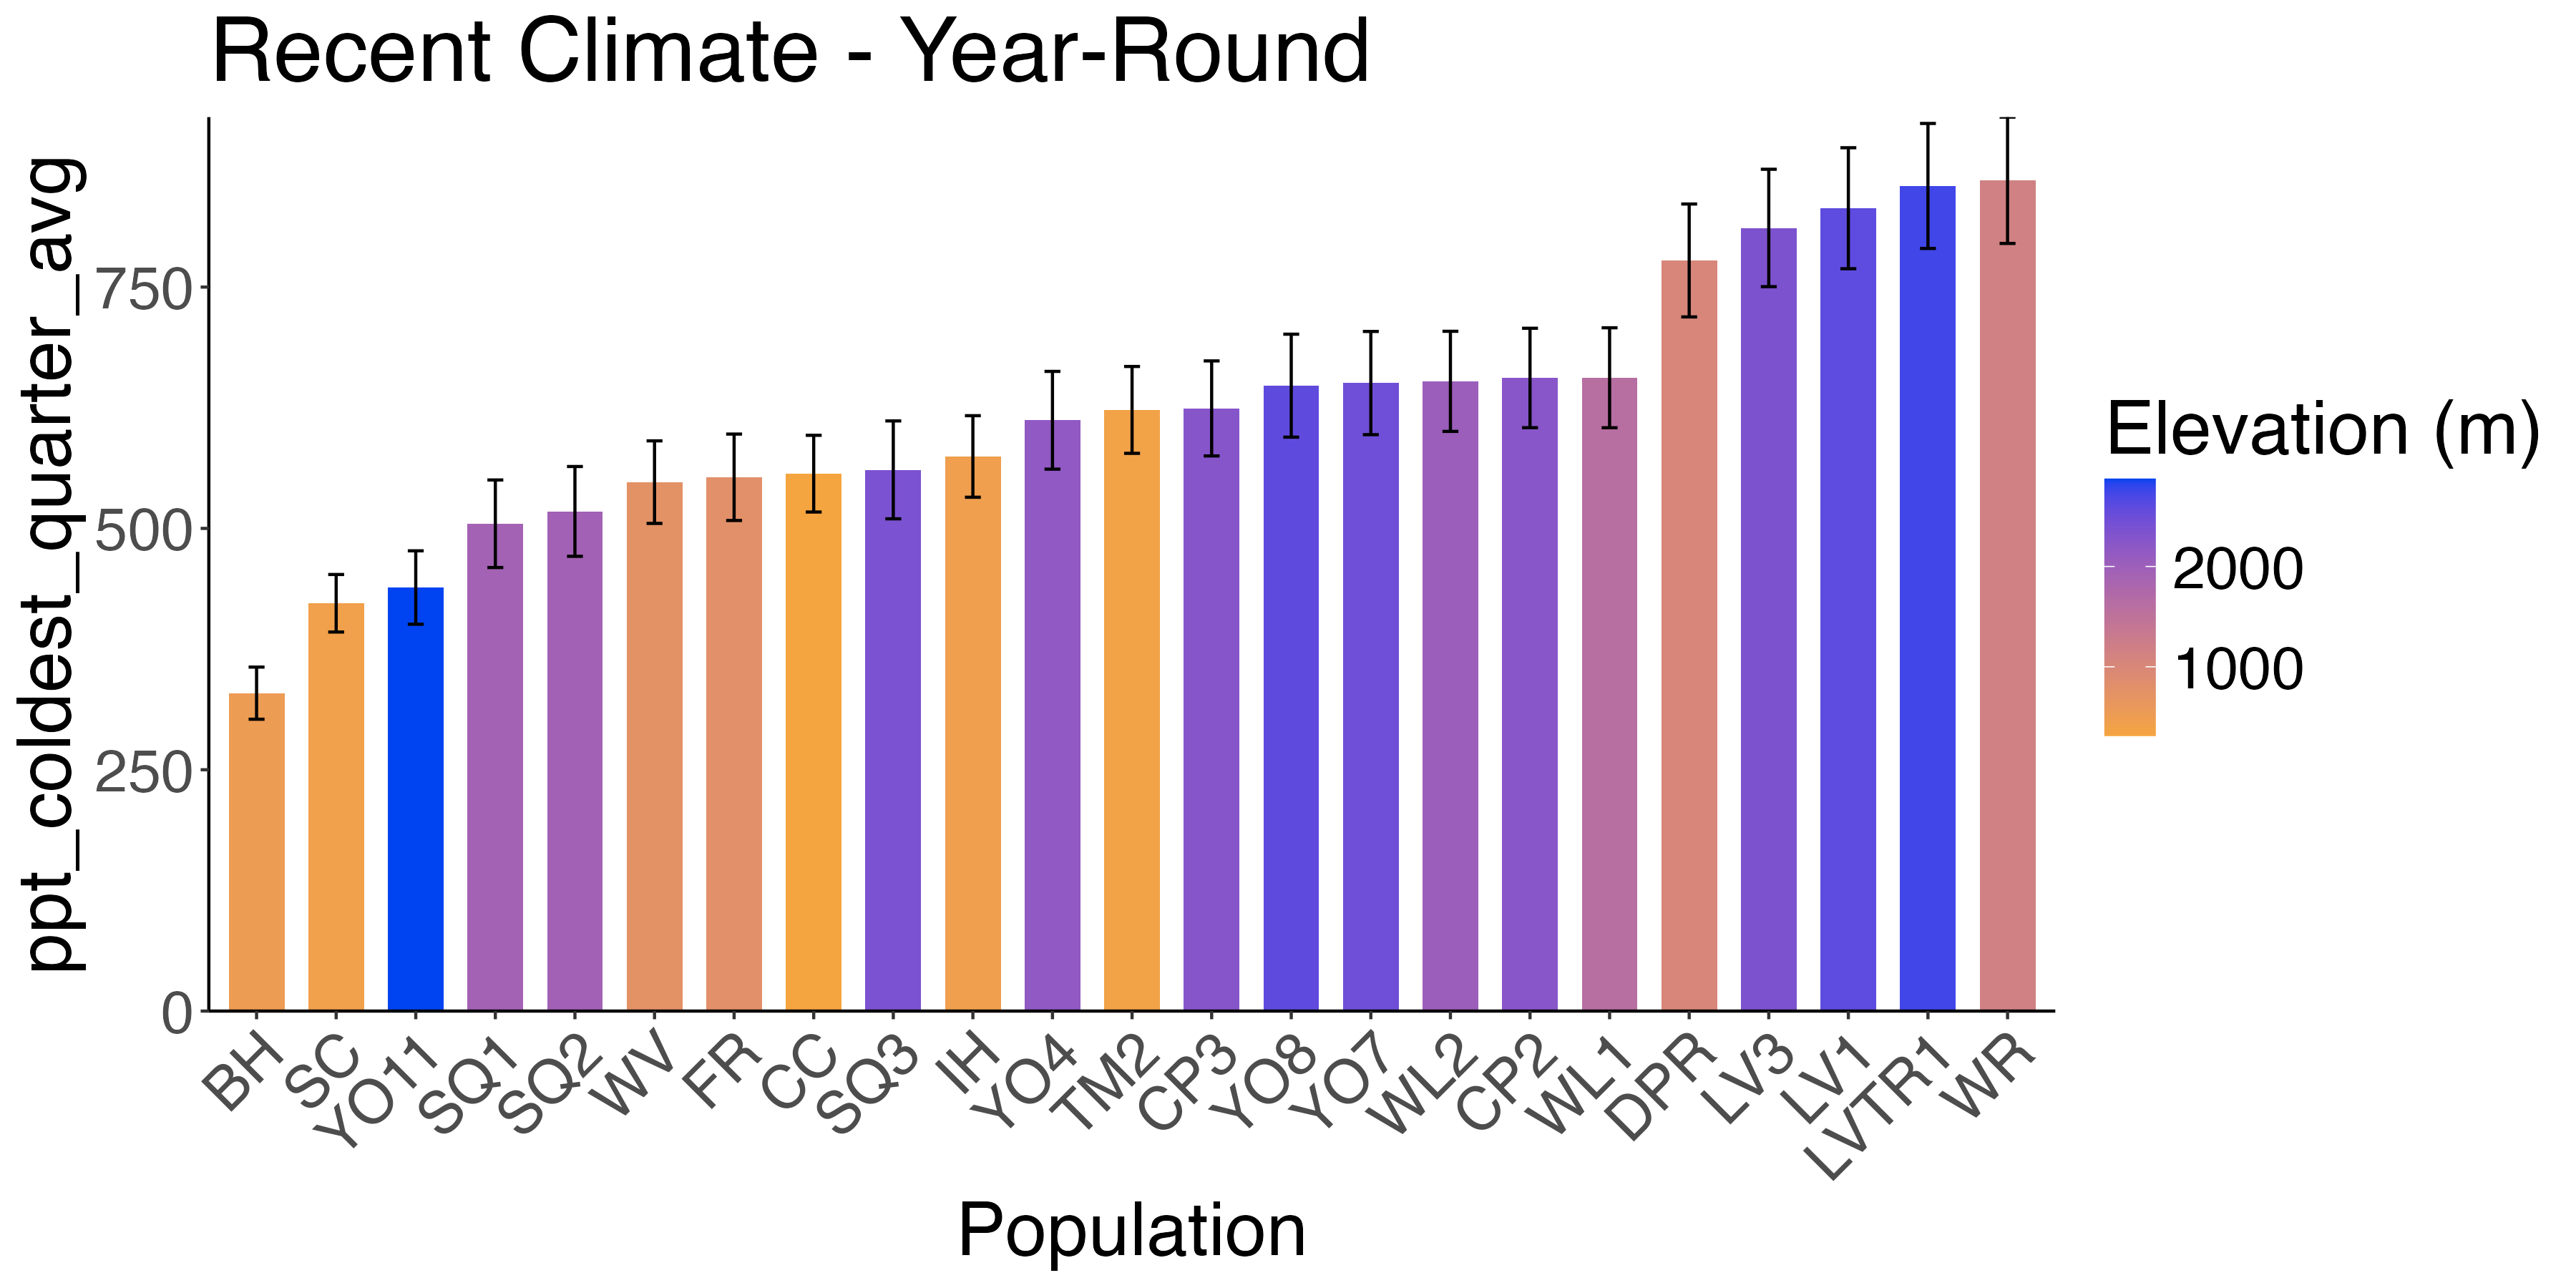 Recent Climate - Year-Round
ppt_coldest_quarter_avg
750
500
250
0
BH
SC
YO11
SQ1
SQ2
WV
FR
CC
SQ3
IH
YO4
TM2
CP3
YO8
YO7
WL2
CP2
WL1
DPR
LV3
LV1
LVTR1
WR
Population
Elevation (m)
2000
1000